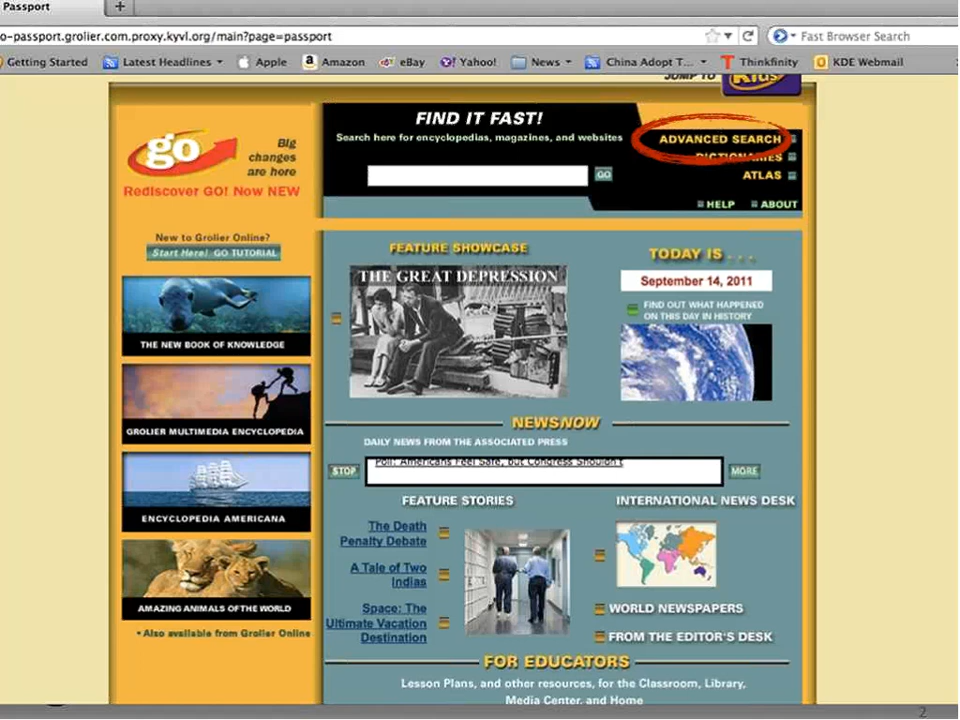 Passport
+
o-passport.grolier.com.proxy.kyvl.org/main?page=passport
Fast Browser Search
Getting Started
Latest Headlines
Apple
Amazon
eBay
Yahoo!
News
China Adopt T...
Thinkfinity
KDE Webmail
JUMP TO
Kids
FIND IT FAST!
Search here for encyclopedias, magazines, and websites
GO
ADVANCED SEARCH
DICTIONARIES
ATLAS
HELP
ABOUT
go
Big
changes
are here
Rediscover GO! Now NEW
New to Grolier Online?
Start Here! GO TUTORIAL
THE NEW BOOK OF KNOWLEDGE
GROLIER MULTIMEDIA ENCYCLOPEDIA
ENCYCLOPEDIA AMERICANA
AMAZING ANIMALS OF THE WORLD
• Also available from Grolier Online
FEATURE SHOWCASE
THE GREAT DEPRESSION
TODAY IS . . .
September 14, 2011
FIND OUT WHAT HAPPENED
ON THIS DAY IN HISTORY
NEWSNOW
DAILY NEWS FROM THE ASSOCIATED PRESS
STOP
Poll: Americans Feel Safe, but Congress Shouldn't
MORE
FEATURE STORIES
The Death
Penalty Debate
A Tale of Two
Indias
Space: The
Ultimate Vacation
Destination
INTERNATIONAL NEWS DESK
WORLD NEWSPAPERS
FROM THE EDITOR'S DESK
FOR EDUCATORS
Lesson Plans, and other resources, for the Classroom, Library,
Media Center, and Home
2